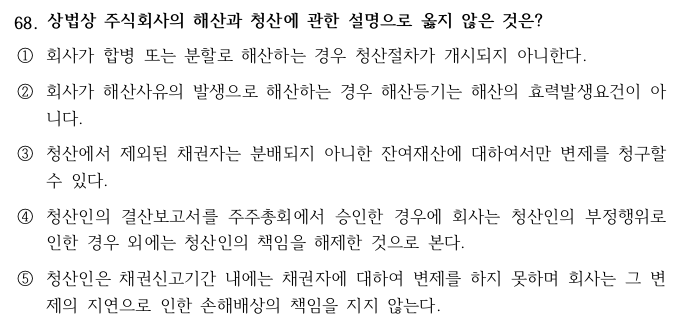 68. 상법상 주식회사의 해산과 청산에 관한 설명으로 옳지 않은 것은?
① 회사가 합병 또는 분할로 해산하는 경우 청산절차가 개시되지 아니한다.
② 회사가 해산사유의 발생으로 해산하는 경우 해산등기는 해산의 효력발생요건이 아
니다.
③ 청산에서 제외된 채권자는 분배되지 아니한 잔여재산에 대하여서만 변제를 청구할
수 있다.
④ 청산인의 결산보고서를 주주총회에서 승인한 경우에 회사는 청산인의 부정행위로
인한 경우 외에는 청산인의 책임을 해제한 것으로 본다.
⑤ 청산인은 채권신고기간 내에는 채권자에 대하여 변제를 하지 못하며 회사는 그 변
제의 지연으로 인한 손해배상의 책임을 지지 않는다.